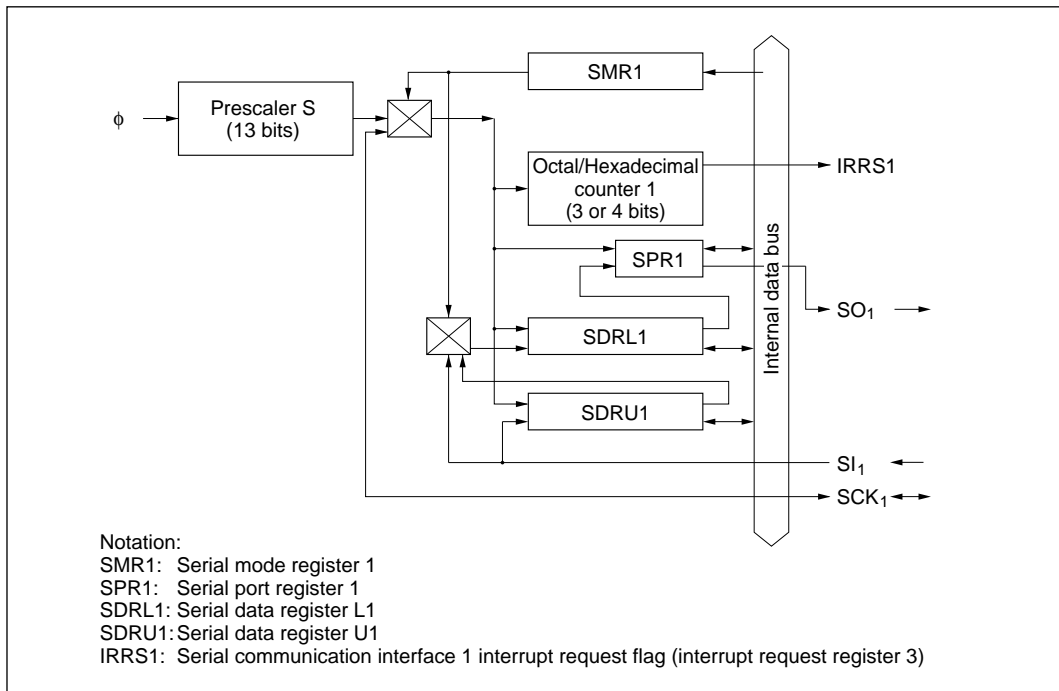 SMR1
Prescaler S
(13 bits)
ϕ
Octal/Hexadecimal
counter 1
(3 or 4 bits)
IRRS1
SPR1
Internal data bus
SO1
SDRL1
SDRU1
SI1
SCK1
Notation:
SMR1: Serial mode register 1
SPR1: Serial port register 1
SDRL1: Serial data register L1
SDRU1: Serial data register U1
IRRS1: Serial communication interface 1 interrupt request flag (interrupt request register 3)